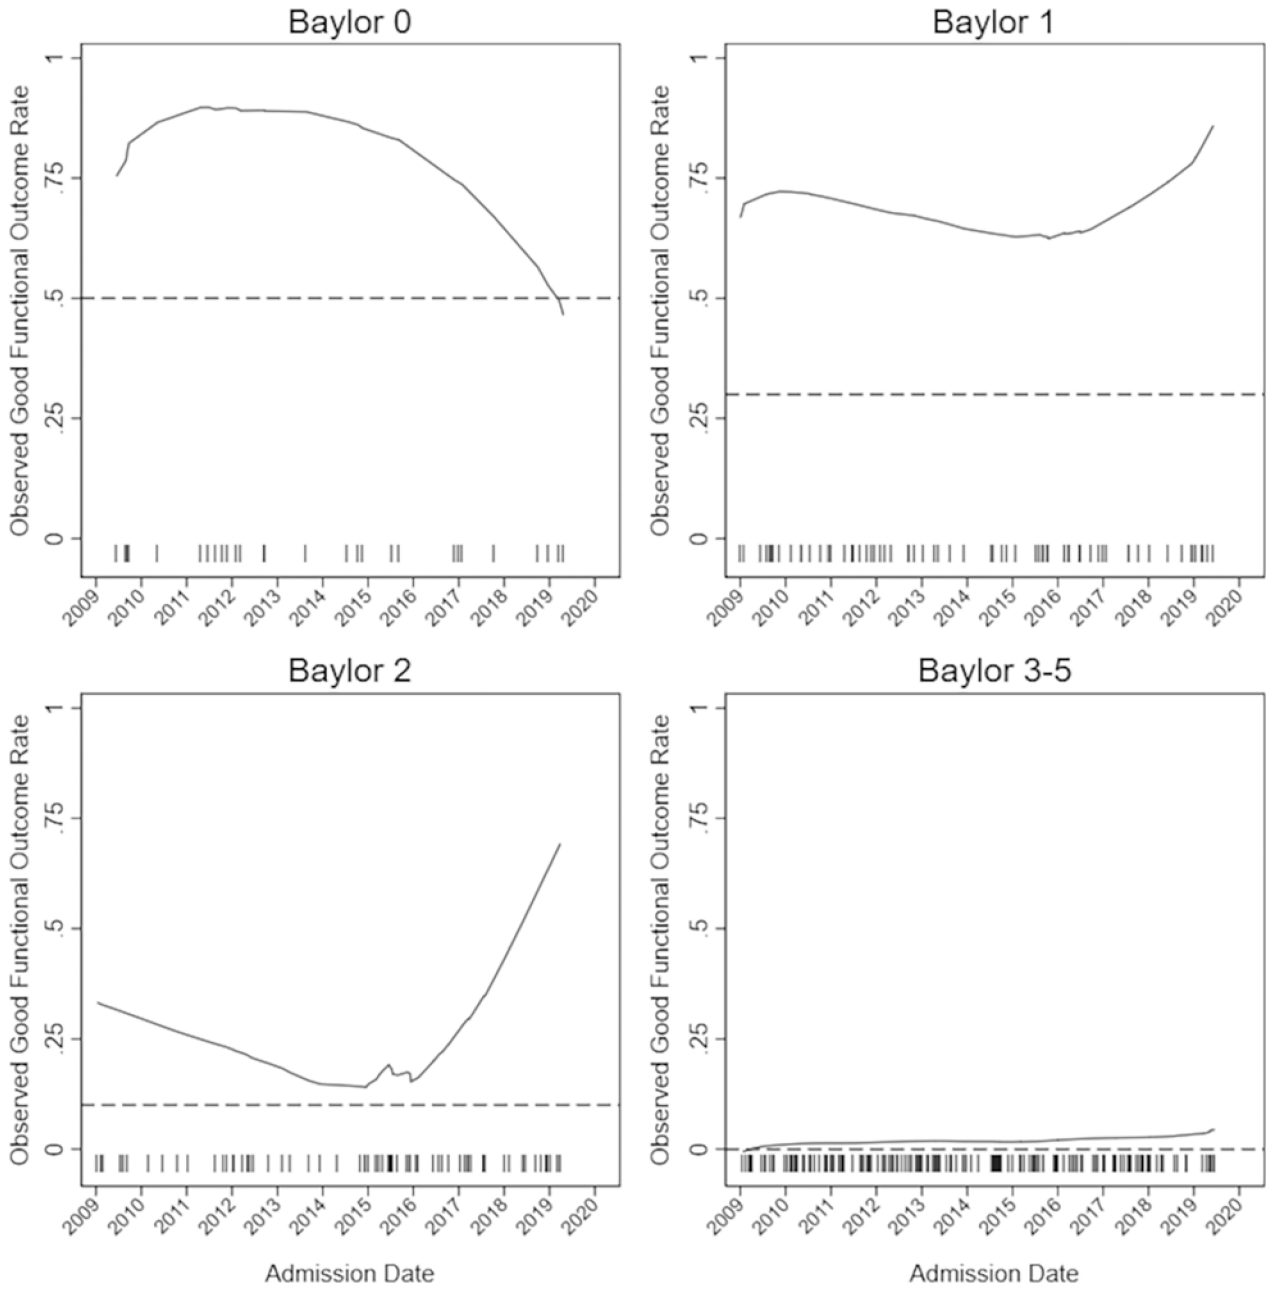 Baylor 0
Observed Good Functional Outcome Rate
1
.75
.5
.25
0
2009 2010 2011 2012 2013 2014 2015 2016 2017 2018 2019 2020
Baylor 1
Observed Good Functional Outcome Rate
1
.75
.5
.25
0
2009 2010 2011 2012 2013 2014 2015 2016 2017 2018 2019 2020
Baylor 2
Observed Good Functional Outcome Rate
1
.75
.5
.25
0
2009 2010 2011 2012 2013 2014 2015 2016 2017 2018 2019 2020
Admission Date
Baylor 3-5
Observed Good Functional Outcome Rate
1
.75
.5
.25
0
2009 2010 2011 2012 2013 2014 2015 2016 2017 2018 2019 2020
Admission Date